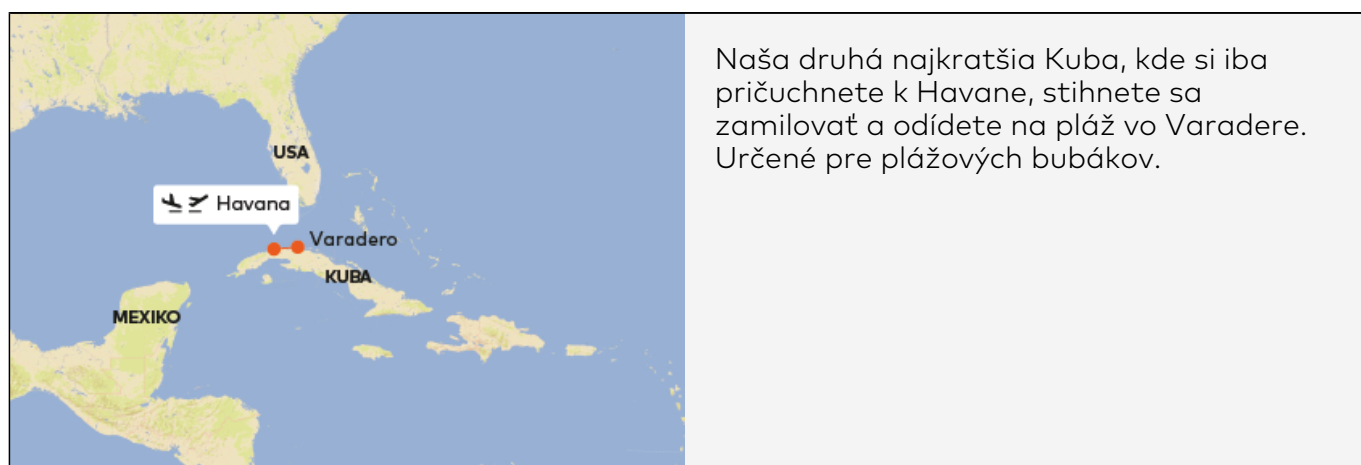 USA
Havana
Varadero
KUBA
MEXIKO
Naša druhá najkratšia Kuba, kde si iba
pričuchnete k Havane, stihnete sa
zamilovať a odídete na pláž vo Varadere.
Určené pre plážových bubákov.